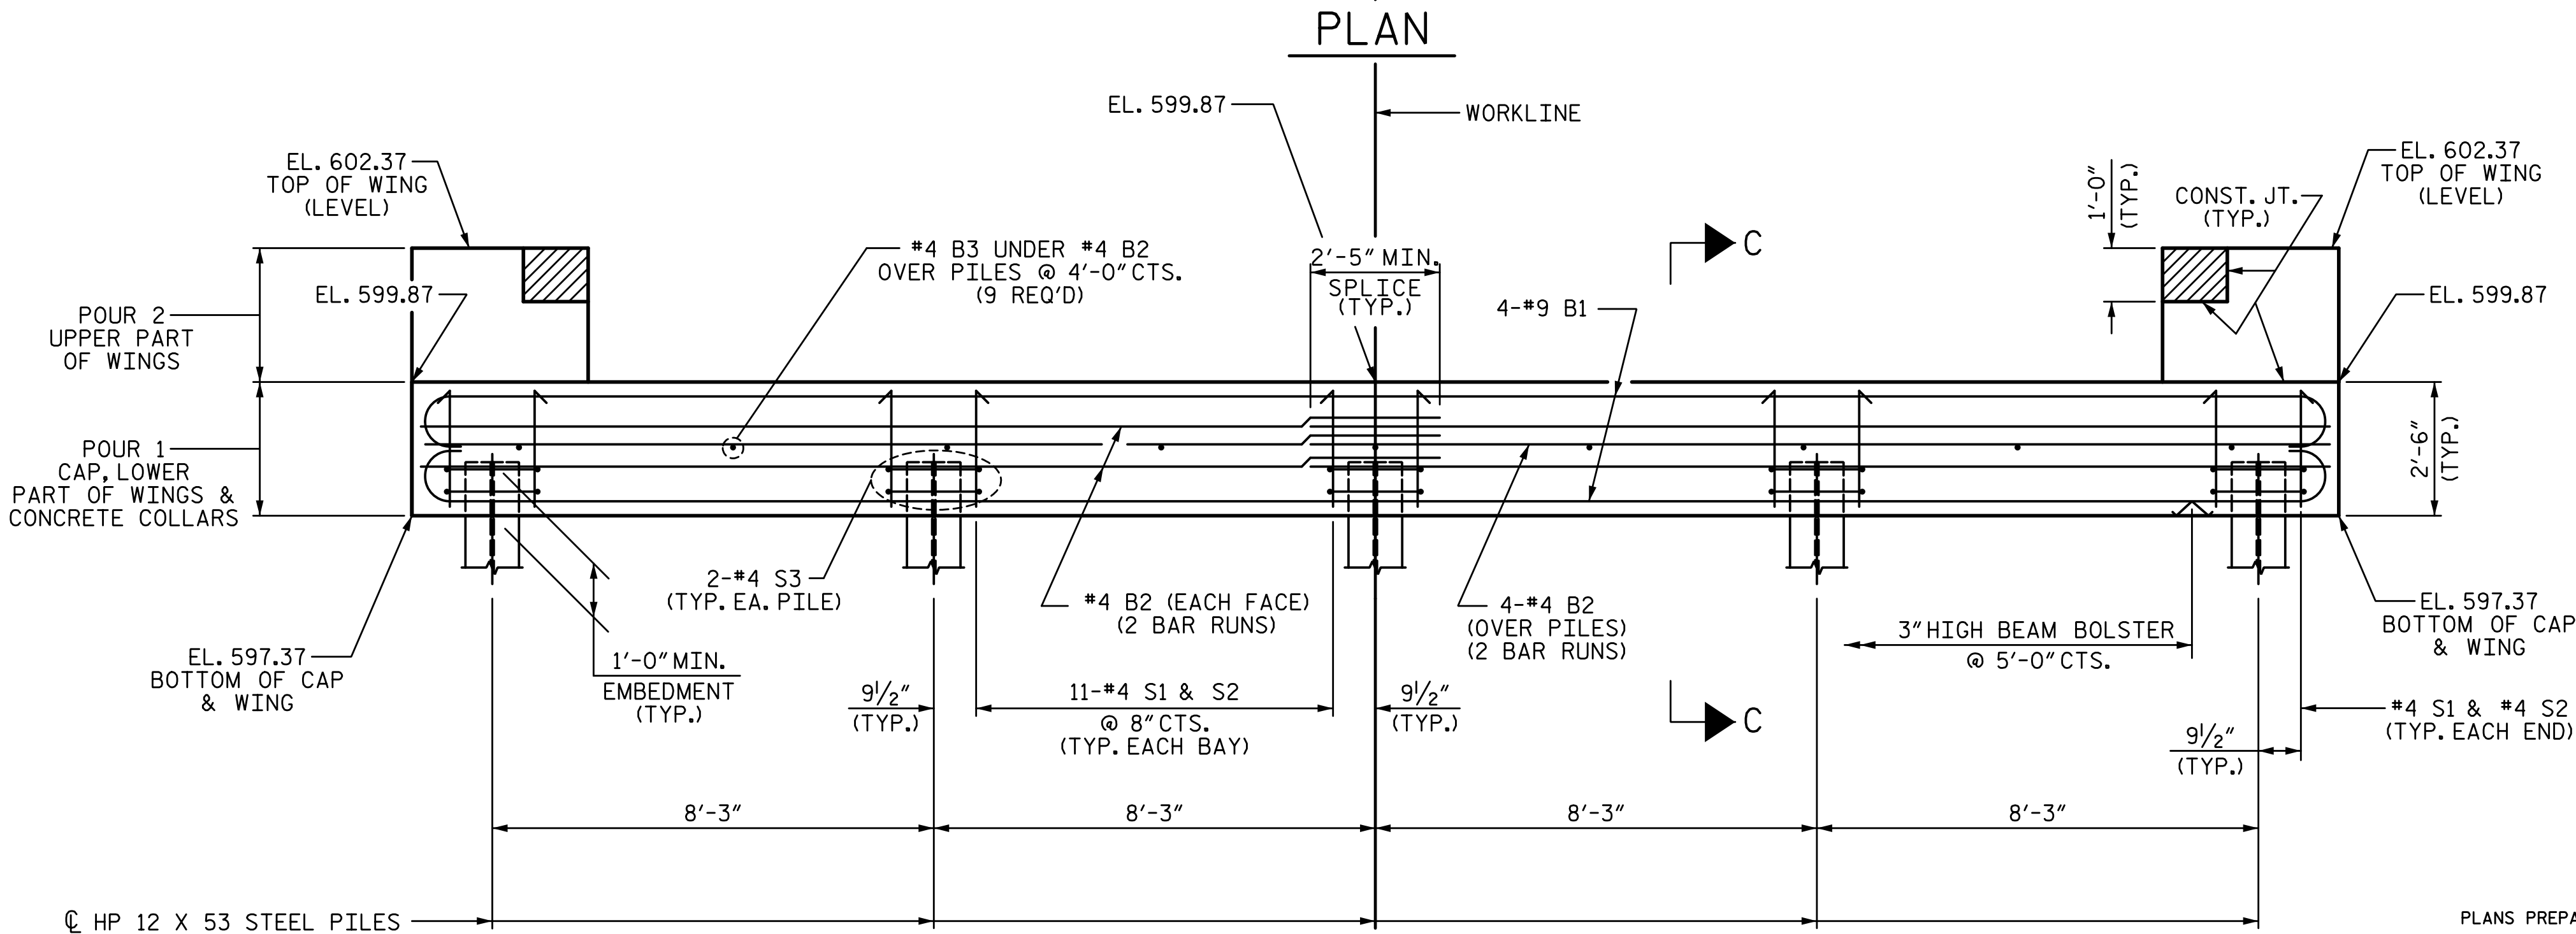 PLAN
EL. 599.87
WORKLINE
EL. 602.37
TOP OF WING
(LEVEL)
EL. 602.37
TOP OF WING
(LEVEL)
1'-0"
(TYP.)
CONST. JT.
(TYP.)
#4 B3 UNDER #4 B2
OVER PILES @ 4'-0" CTS.
(9 REQ'D)
C
2'-5" MIN.
SPLICE
(TYP.)
EL. 599.87
EL. 599.87
4-#9 B1
POUR 2
UPPER PART
OF WINGS
POUR 1
CAP, LOWER
PART OF WINGS &
CONCRETE COLLARS
2'-6"
(TYP.)
2-#4 S3
(TYP. EA. PILE)
#4 B2 (EACH FACE)
(2 BAR RUNS)
4-#4 B2
(OVER PILES)
(2 BAR RUNS)
3" HIGH BEAM BOLSTER
@ 5'-0" CTS.
EL. 597.37
BOTTOM OF CAP
& WING
EL. 597.37
BOTTOM OF CAP
& WING
1'-0" MIN.
EMBEDMENT
(TYP.)
9 1/2"
(TYP.)
11-#4 S1 & S2
@ 8" CTS.
(TYP. EACH BAY)
9 1/2"
(TYP.)
C
#4 S1 & #4 S2
(TYP. EACH END)
9 1/2"
(TYP.)
8'-3"
8'-3"
8'-3"
8'-3"
℄ HP 12 X 53 STEEL PILES
PLANS PREPA